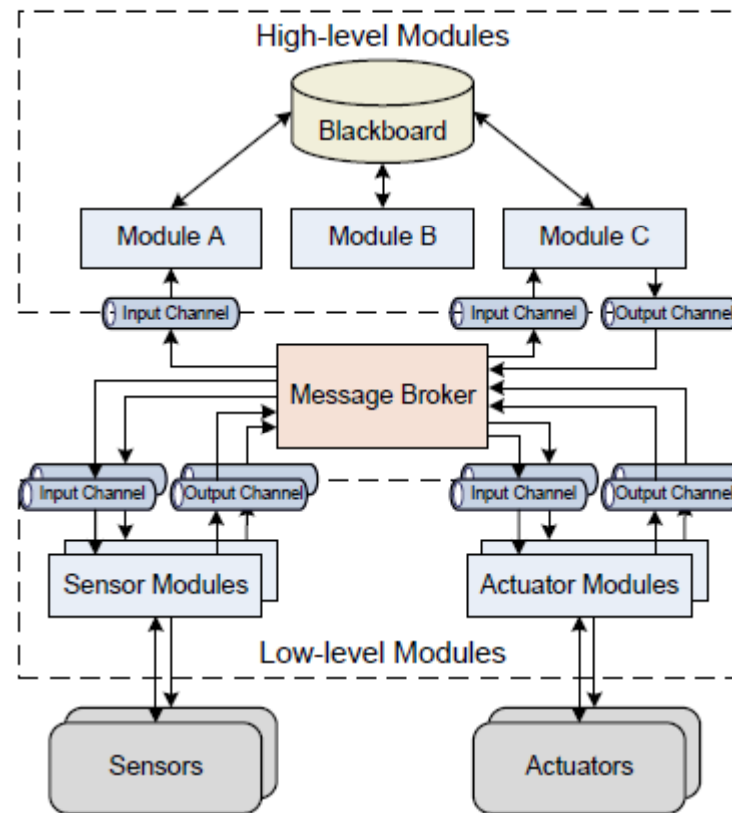 High-level Modules
Blackboard
Module A
Module B
Module C
Input Channel
Input Channel
Output Channel
Message Broker
Input Channel
Output Channel
Input Channel
Output Channel
Sensor Modules
Actuator Modules
Low-level Modules
Sensors
Actuators